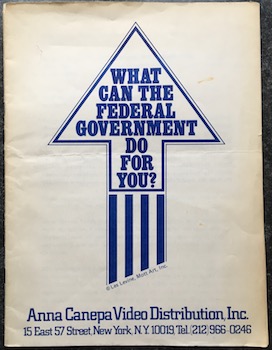 WHAT
CAN THE
FEDERAL
GOVERNMENT
DO
FOR
YOU?
© Les Levine, Mott Art, Inc.
Anna Canepa Video Distribution, Inc.
15 East 57 Street, New York, N.Y. 10019, Tel. (212) 966-0246